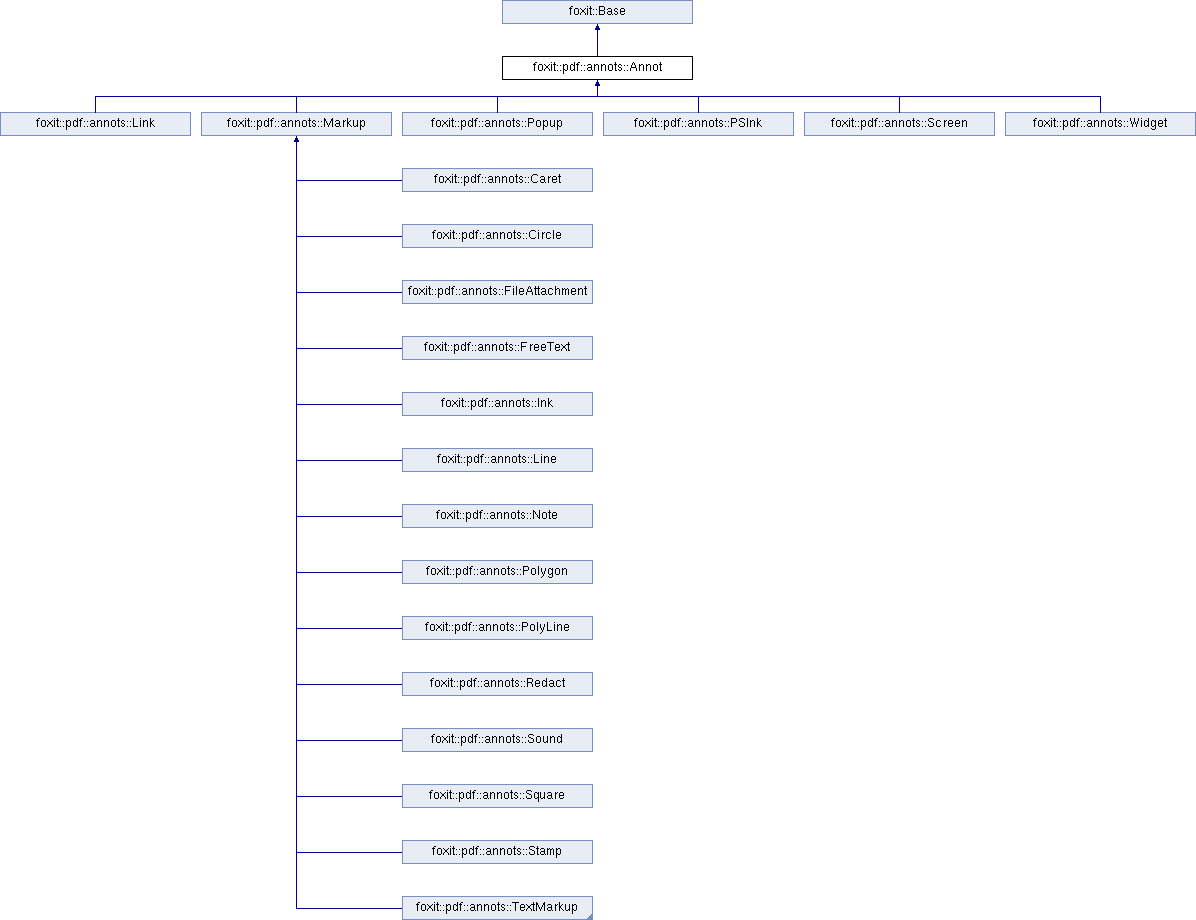 foxit::Base
foxit::pdf::annots::Annot
foxit::pdf::annots::Link
foxit::pdf::annots::Markup
foxit::pdf::annots::Popup
foxit::pdf::annots::PSInk
foxit::pdf::annots::Screen
foxit::pdf::annots::Widget
foxit::pdf::annots::Caret
foxit::pdf::annots::Circle
foxit::pdf::annots::FileAttachment
foxit::pdf::annots::FreeText
foxit::pdf::annots::Ink
foxit::pdf::annots::Line
foxit::pdf::annots::Note
foxit::pdf::annots::Polygon
foxit::pdf::annots::PolyLine
foxit::pdf::annots::Redact
foxit::pdf::annots::Sound
foxit::pdf::annots::Square
foxit::pdf::annots::Stamp
foxit::pdf::annots::TextMarkup